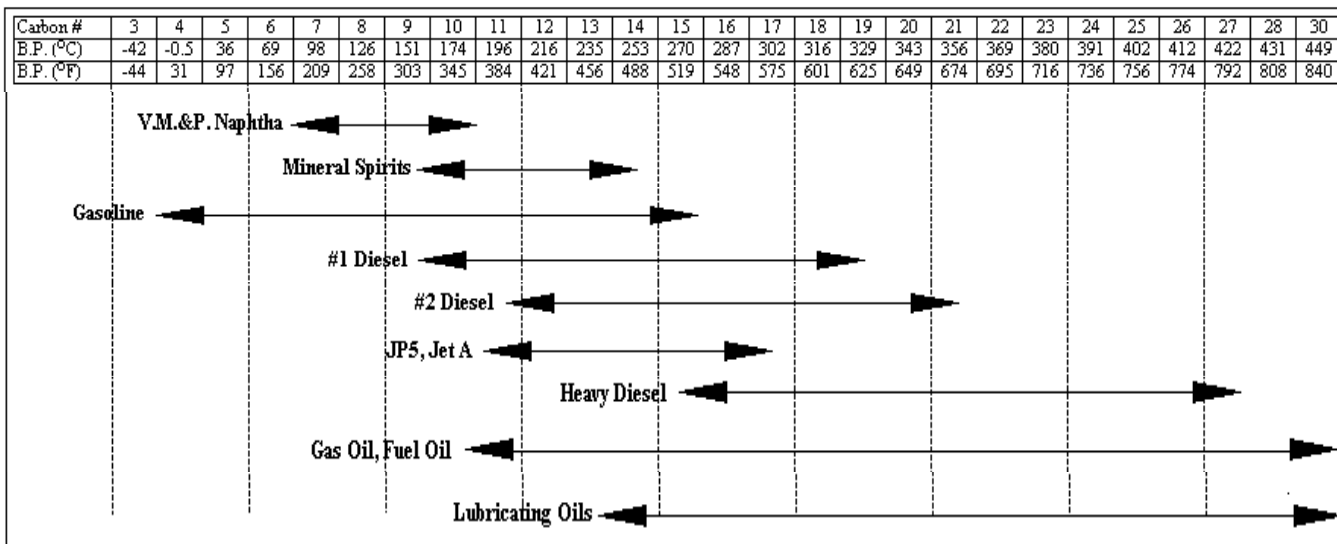 Carbon # 3 4 5 6 7 8 9 10 11 12 13 14 15 16 17 18 19 20 21 22 23 24 25 26 27 28 30
B.P. (ºC) -42 -0.5 36 69 98 126 151 174 196 216 235 253 270 287 302 316 329 343 356 369 380 391 402 412 422 431 449
B.P. (ºF) -44 31 97 156 209 258 303 345 384 421 456 488 519 548 575 601 625 649 674 695 716 736 756 774 792 808 840
V.M.&P. Naphtha
Mineral Spirits
Gasoline
#1 Diesel
#2 Diesel
JP5, Jet A
Heavy Diesel
Gas Oil, Fuel Oil
Lubricating Oils